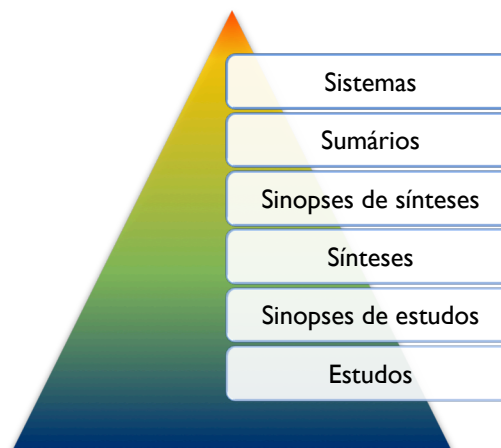 Sistemas
Sumários
Sinopses de sínteses
Sínteses
Sinopses de estudos
Estudos